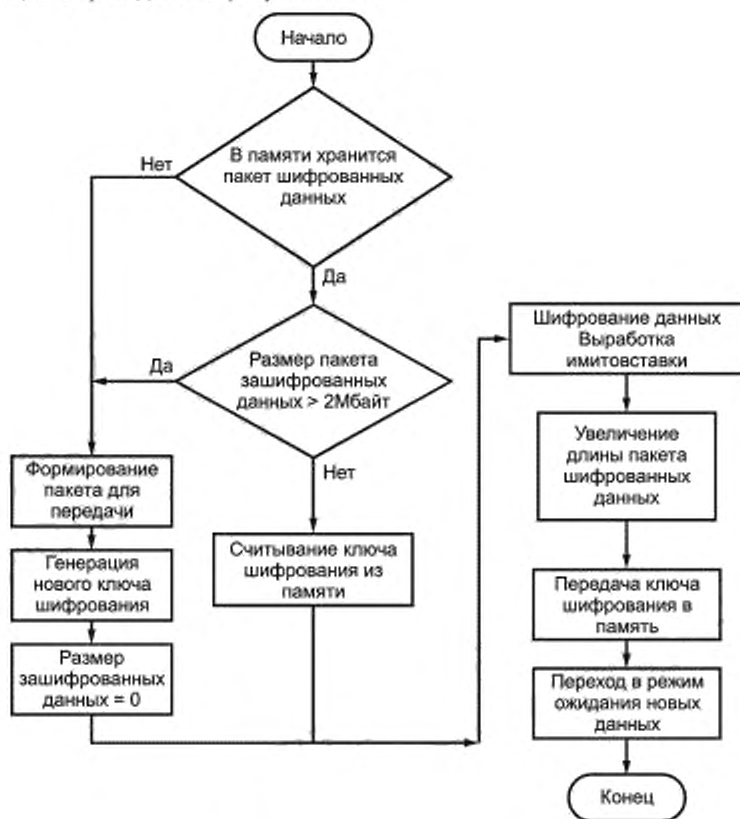 Начало
В памяти хранится
пакет шифрованных
данных
Нет
Да
Размер пакета
зашифрованных
данных > 2Мбайт
Да
Нет
Формирование
пакета для
передачи
Генерация
нового ключа
шифрования
Размер
зашифрованных
данных = 0
Считывание ключа
шифрования из
памяти
Шифрование данных
Выработка
имитовставки
Увеличение
длины пакета
шифрованных
данных
Передача ключа
шифрования в
память
Переход в режим
ожидания новых
данных
Конец